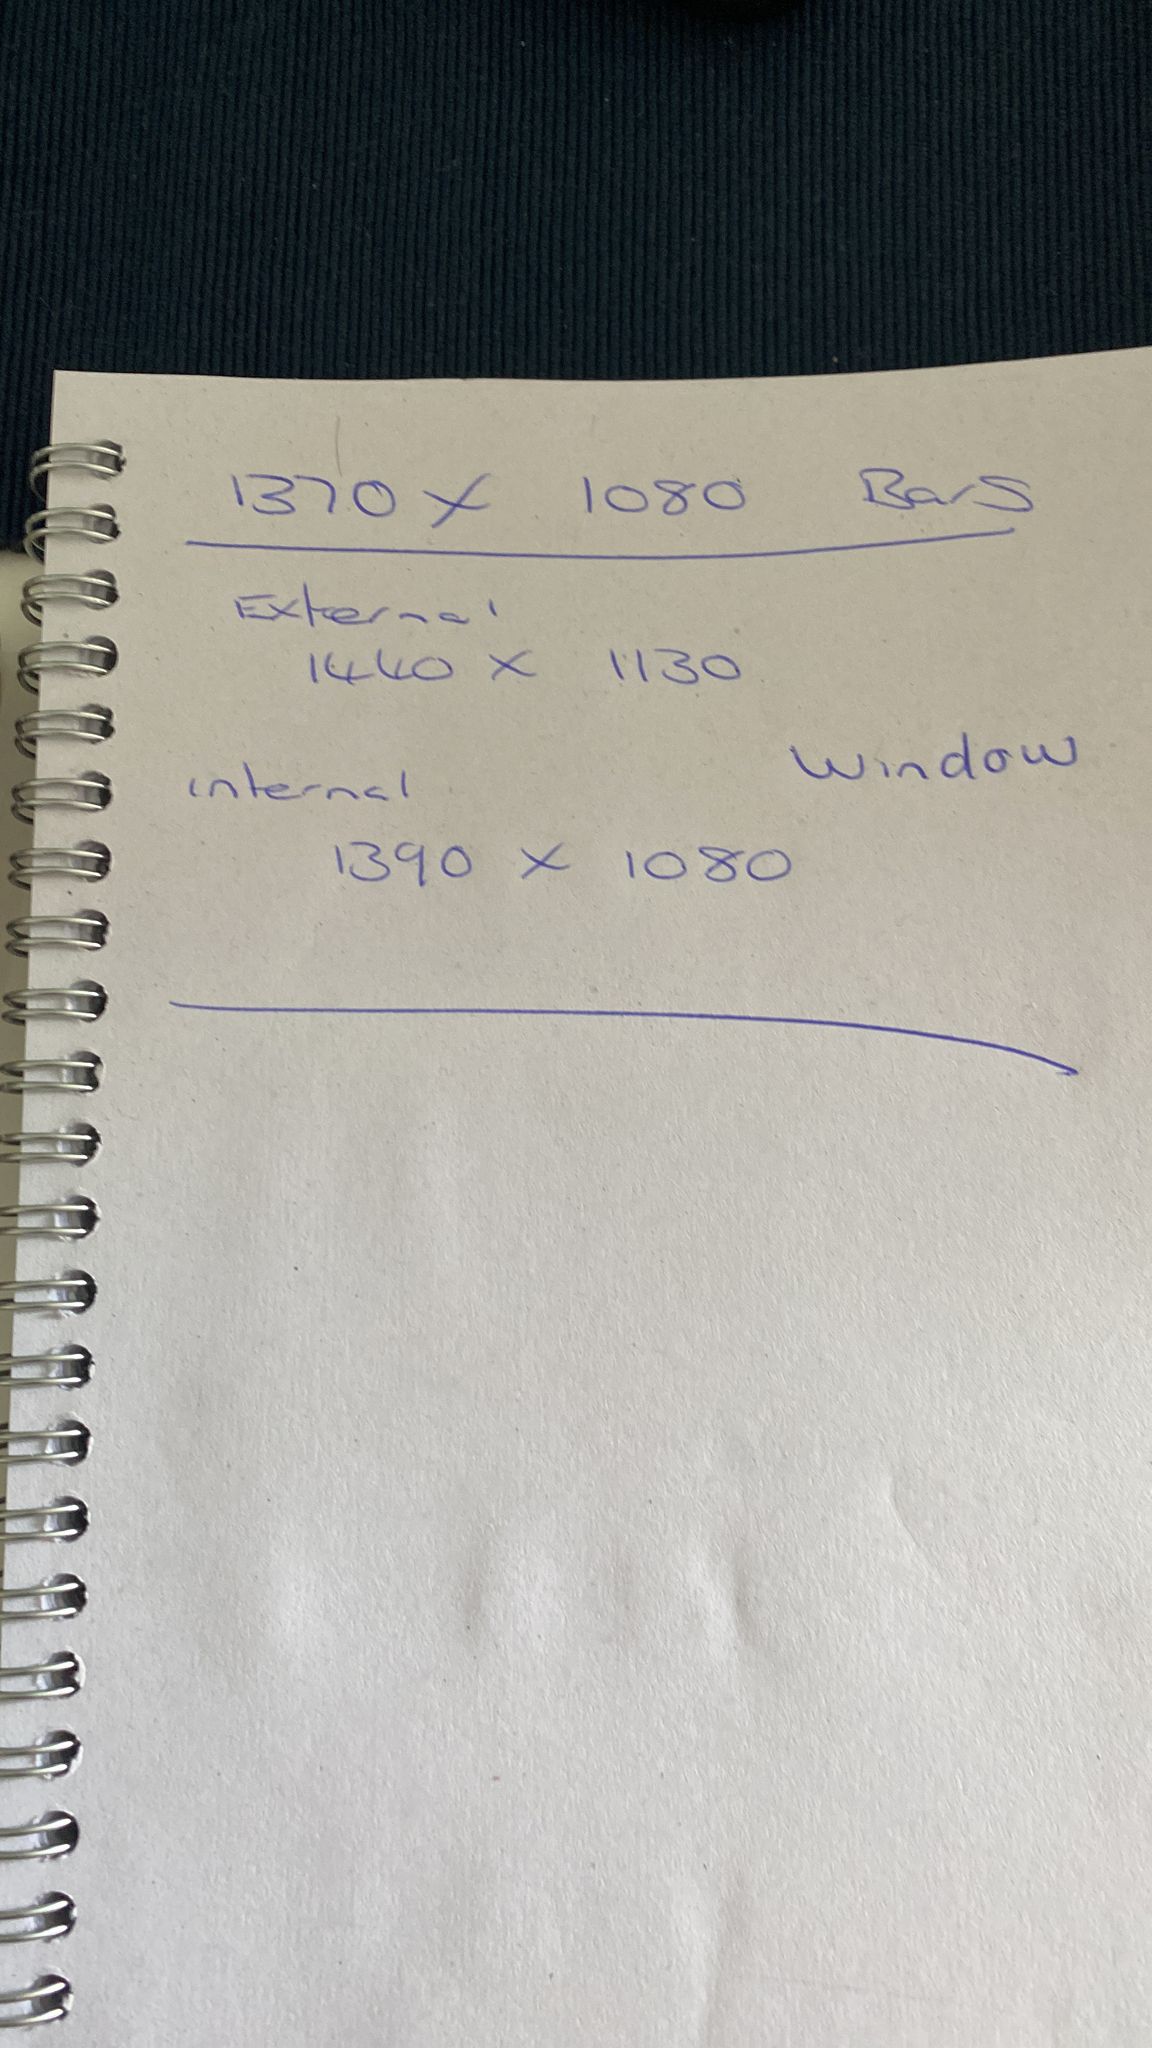 1370 x 1080 Bars
External
1440 x 1130
Window
internal
1390 x 1080